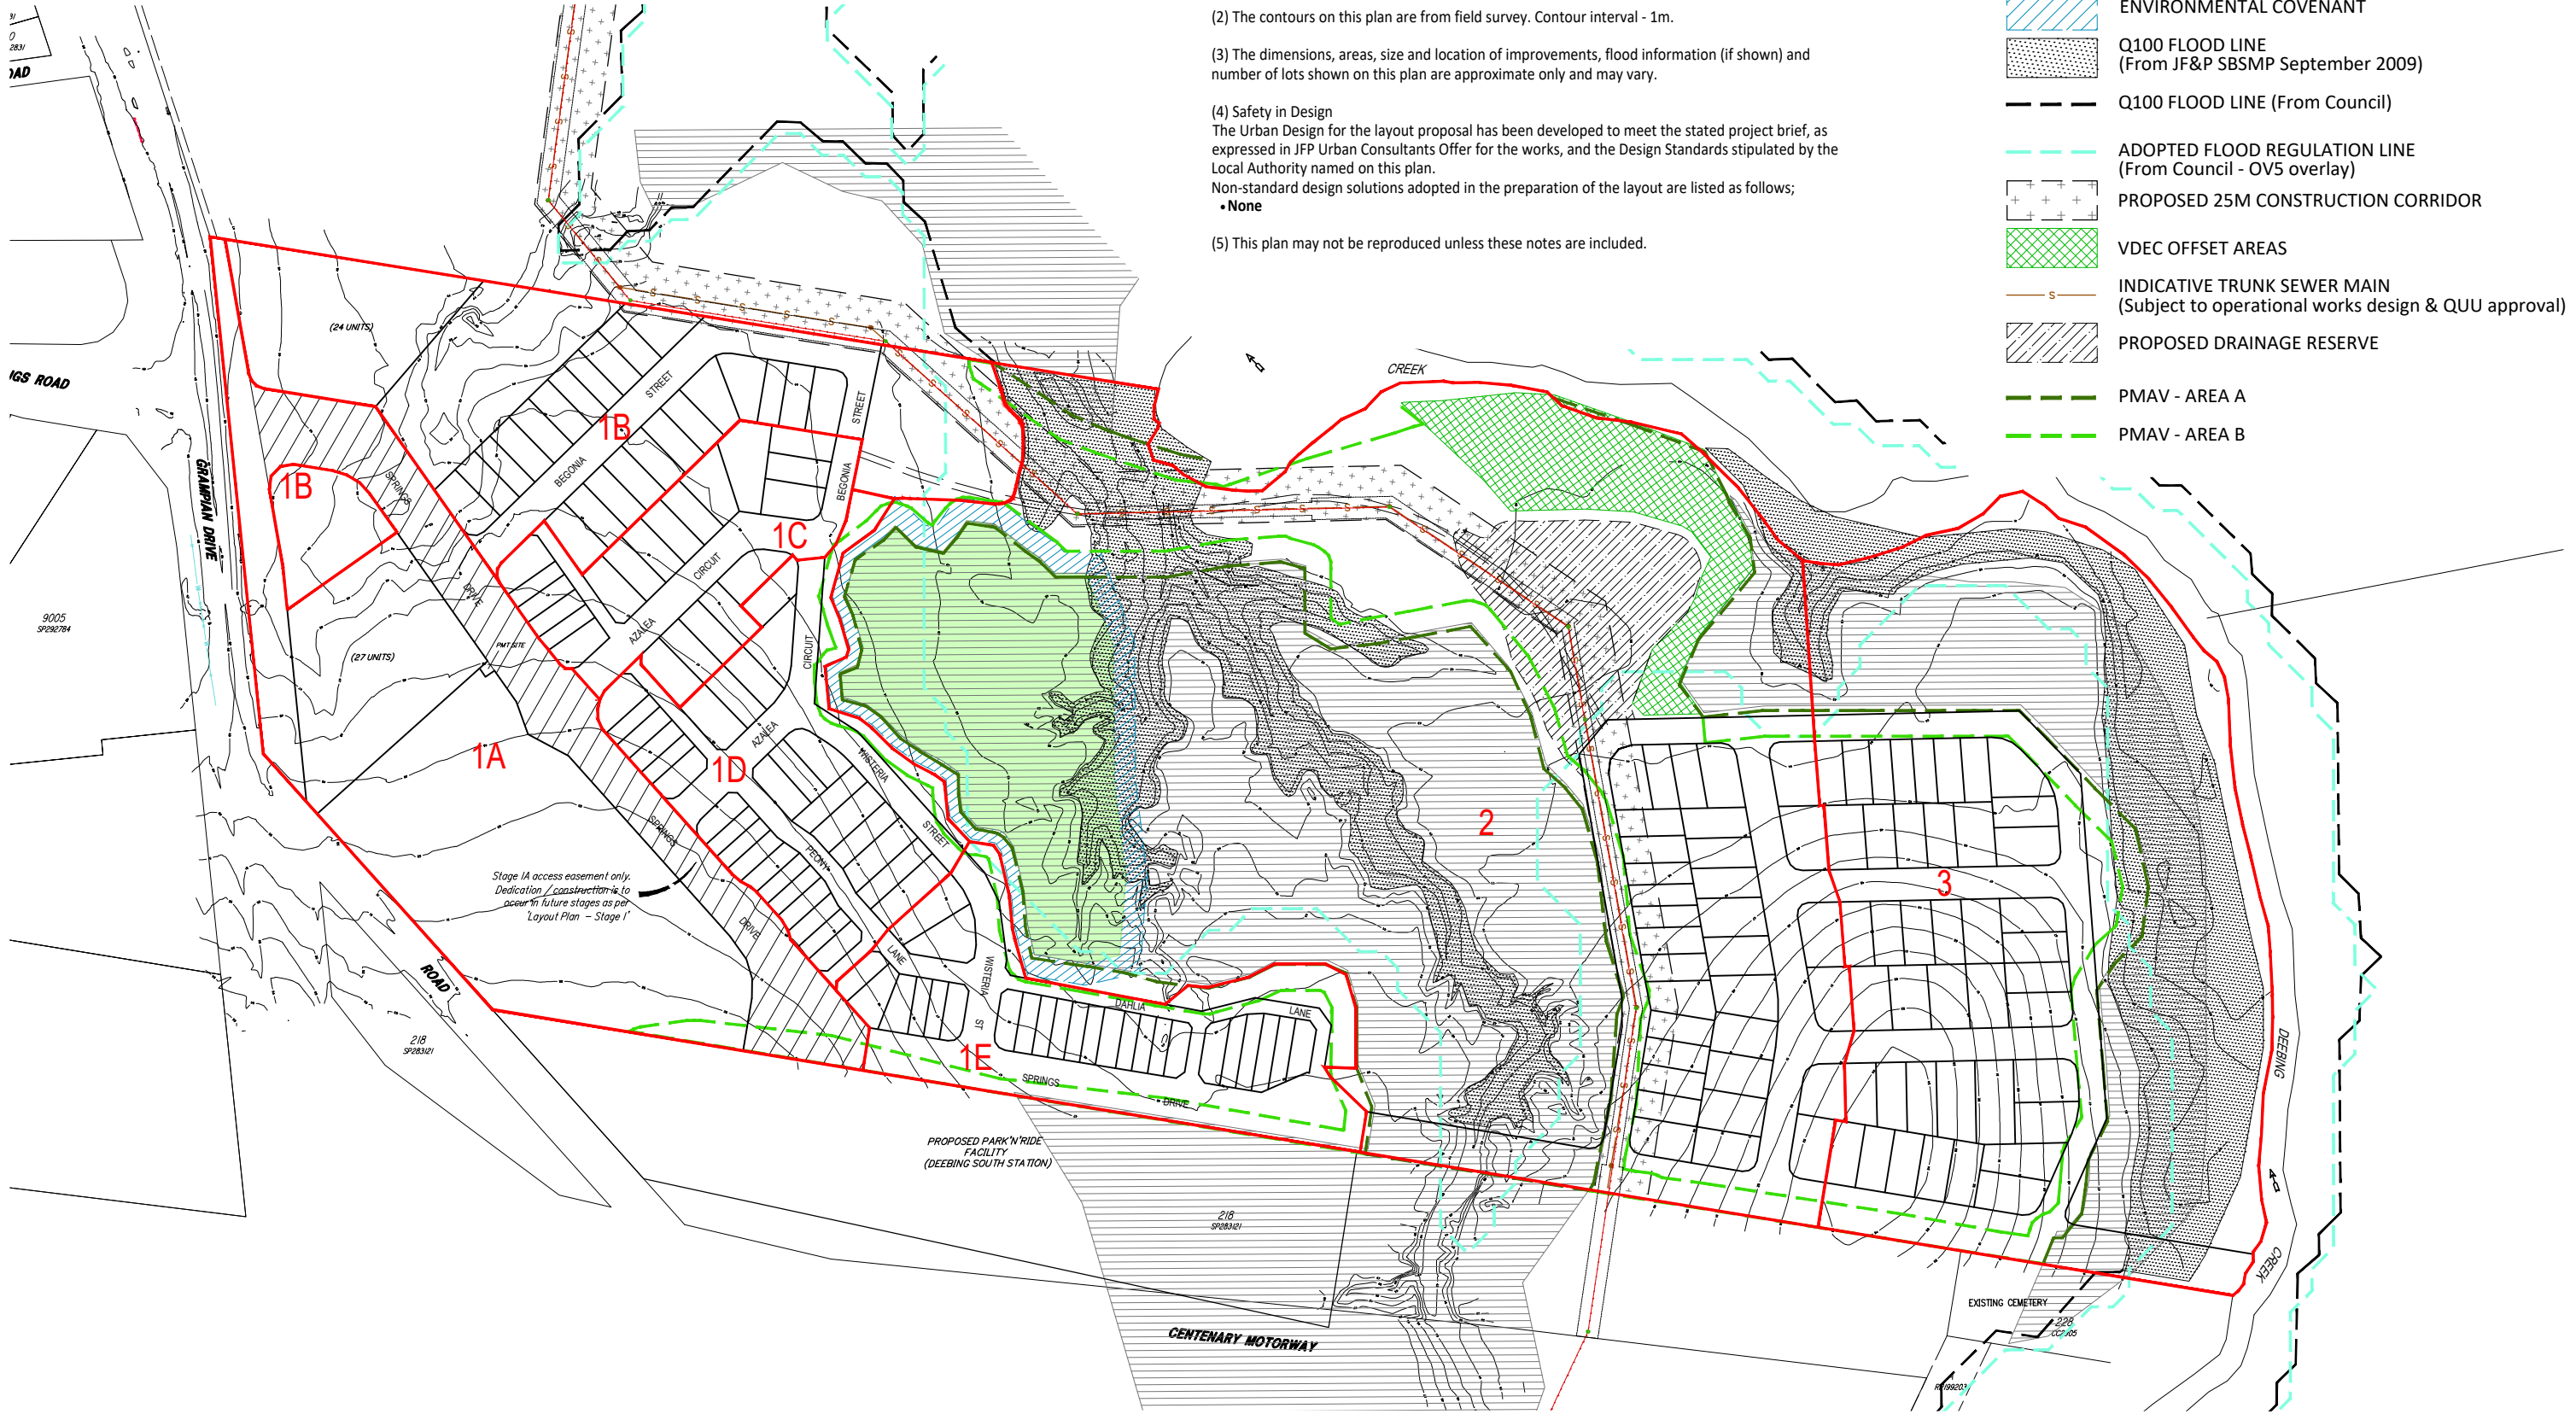 (2) The contours on this plan are from field survey. Contour interval - 1m.
(3) The dimensions, areas, size and location of improvements, flood information (if shown) and
number of lots shown on this plan are approximate only and may vary.
(4) Safety in Design
The Urban Design for the layout proposal has been developed to meet the stated project brief, as
expressed in JFP Urban Consultants Offer for the works, and the Design Standards stipulated by the
Local Authority named on this plan.
Non-standard design solutions adopted in the preparation of the layout are listed as follows;
•None
(5) This plan may not be reproduced unless these notes are included.
ENVIRONMENTAL COVENANT
Q100 FLOOD LINE
(From JF&P SBSMP September 2009)
Q100 FLOOD LINE (From Council)
ADOPTED FLOOD REGULATION LINE
(From Council - OV5 overlay)
PROPOSED 25M CONSTRUCTION CORRIDOR
VDEC OFFSET AREAS
INDICATIVE TRUNK SEWER MAIN
(Subject to operational works design & QUU approval)
PROPOSED DRAINAGE RESERVE
PMAV - AREA A
PMAV - AREA B
(24 UNITS)
GRAMPIAN DRIVE
9005
SP292784
(27 UNITS)
1B
1B
1C
1A
1D
1E
2
3
BEGONIA
STREET
BEGONIA
STREET
SPRINGS
DRIVE
PMT SITE
AZALEA
CIRCUIT
CIRCUIT
AZALEA
WISTERIA
STREET
PEONY
LANE
SPRINGS
DRIVE
WISTERIA
ST
DAHLIA
LANE
SPRINGS
DRIVE
Stage 1A access easement only.
Dedication / construction is to
occur in future stages as per
'Layout Plan - Stage 1'
ROAD
218
SP283121
PROPOSED PARK'N'RIDE
FACILITY
(DEEBING SOUTH STATION)
218
SP283121
CENTENARY MOTORWAY
CREEK
DEEBING
CREEK
EXISTING CEMETERY
228